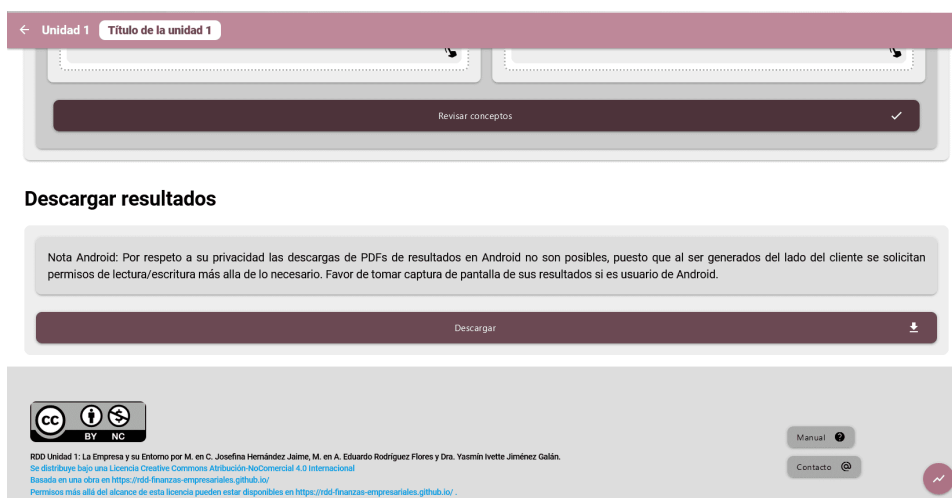 Unidad 1 Título de la unidad 1
Revisar conceptos
Descargar resultados
Nota Android: Por respeto a su privacidad las descargas de PDFs de resultados en Android no son posibles, puesto que al ser generados del lado del cliente se solicitan
permisos de lectura/escritura más alla de lo necesario. Favor de tomar captura de pantalla de sus resultados si es usuario de Android.
Descargar
cc
BY NC
RDD Unidad 1: La Empresa y su Entorno por M. en C. Josefina Hernández Jaime, M. en A. Eduardo Rodríguez Flores y Dra. Yasmín Ivette Jiménez Galán.
Se distribuye bajo una Licencia Creative Commons Atribución-NoComercial 4.0 Internacional
Basada en una obra en https://rdd-finanzas-empresariales.github.io/
Permisos más allá del alcance de esta licencia pueden estar disponibles en https://rdd-finanzas-empresariales.github.io/ .
Manual
Contacto @